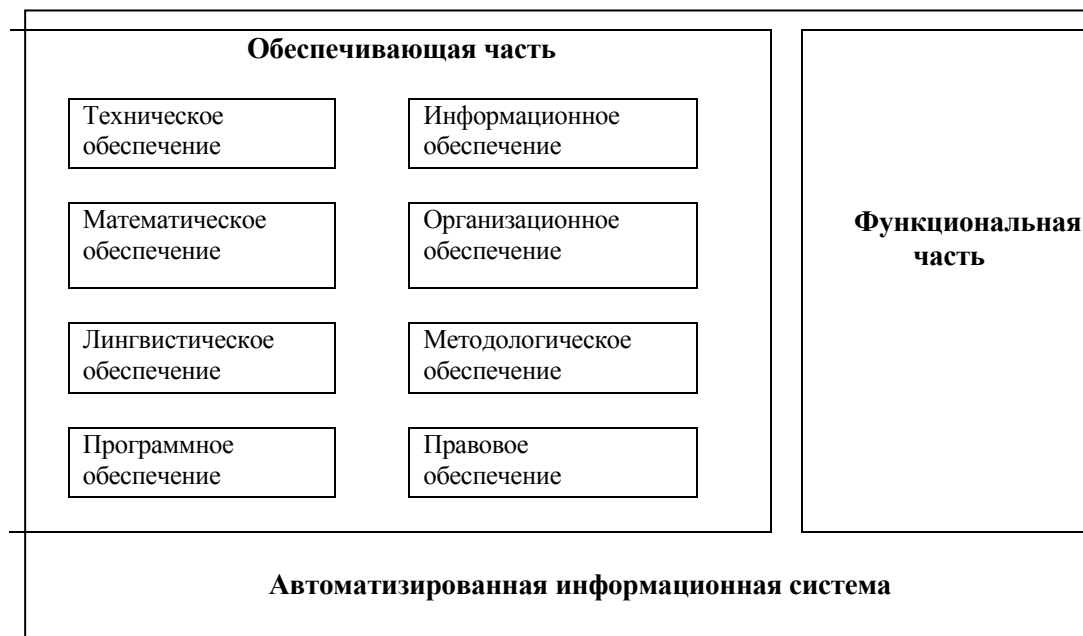 Обеспечивающая часть
Техническое
обеспечение
Информационное
обеспечение
Математическое
обеспечение
Организационное
обеспечение
Лингвистическое
обеспечение
Методологическое
обеспечение
Программное
обеспечение
Правовое
обеспечение
Функциональная
часть
Автоматизированная информационная система